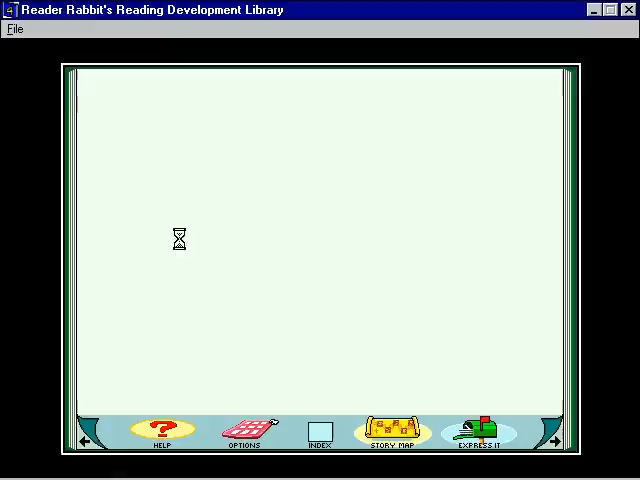 Reader Rabbit's Reading Development Library
File
HELP
OPTIONS
INDEX
STORY MAP
EXPRESS IT